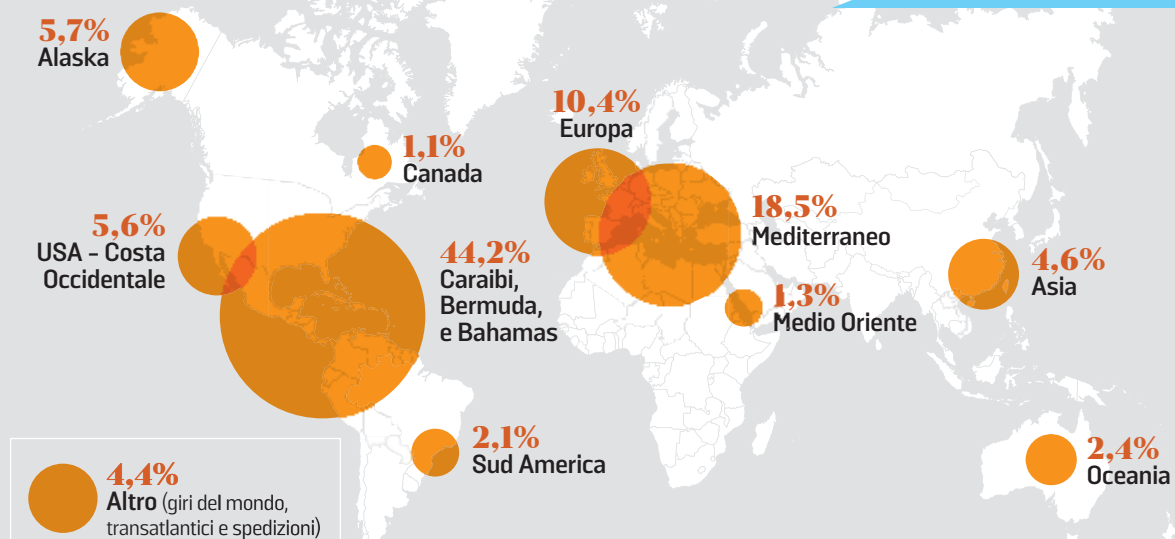 5,7%
Alaska
1,1%
Canada
5,6%
USA - Costa
Occidentale
44,2%
Caraibi,
Bermuda,
e Bahamas
10,4%
Europa
18,5%
Mediterraneo
1,3%
Medio Oriente
4,6%
Asia
2,1%
Sud America
2,4%
Oceania
4,4%
Altro (giri del mondo,
transatlantici e spedizioni)